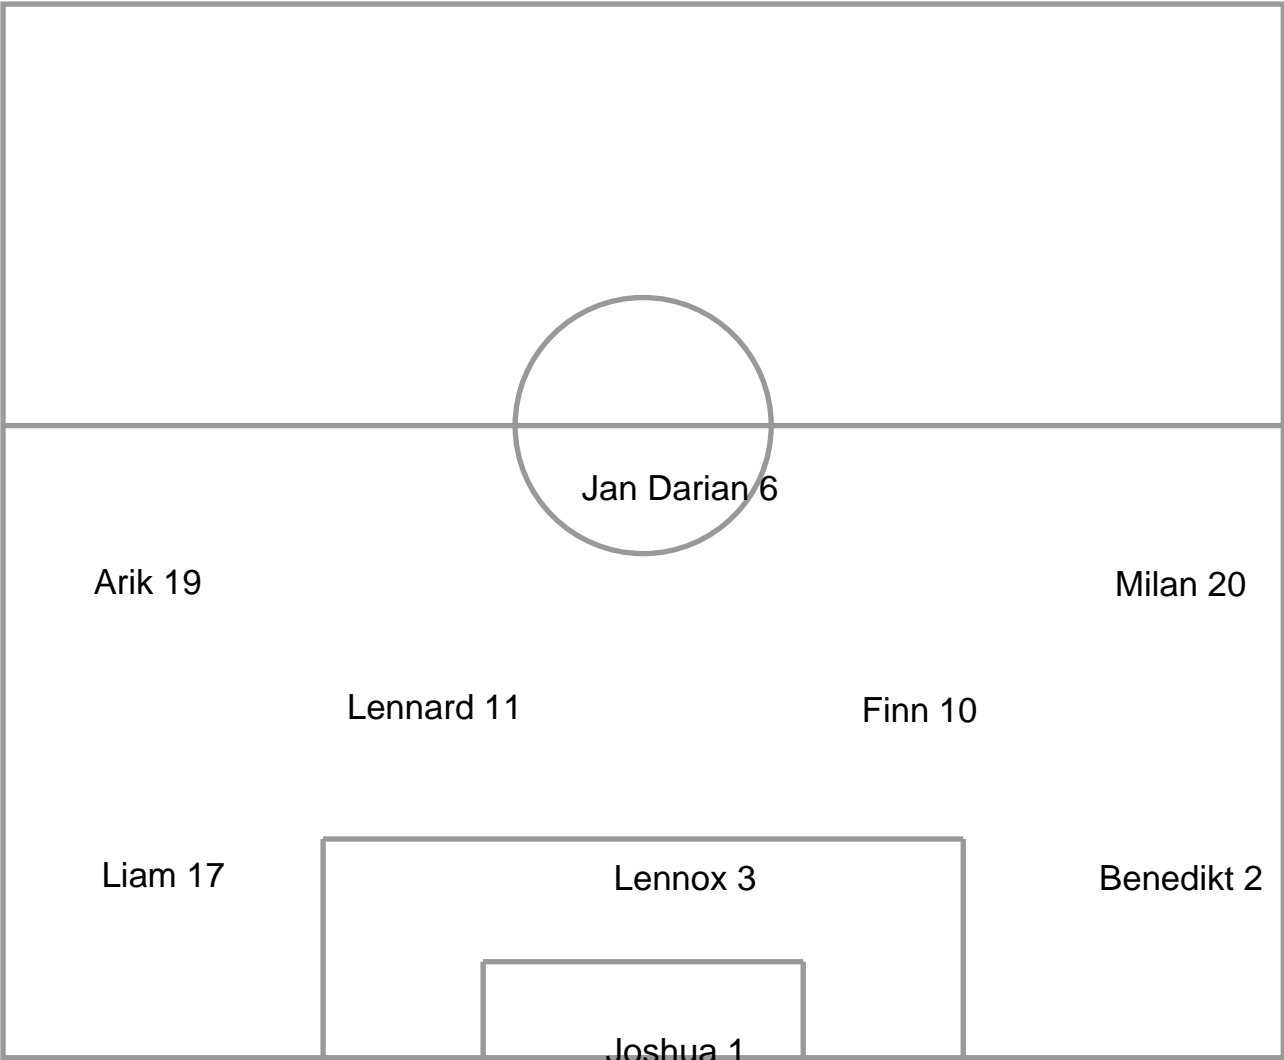 Jan Darian 6
Arik 19
Milan 20
Lennard 11
Finn 10
Liam 17
Lennox 3
Benedikt 2
Joshua 1